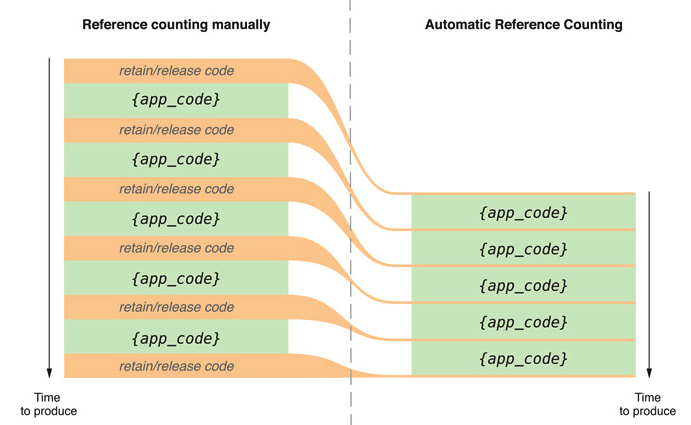 Reference counting manually
Automatic Reference Counting
retain/release code
{app_code}
retain/release code
{app_code}
retain/release code
{app_code}
retain/release code
{app_code}
retain/release code
{app_code}
retain/release code
{app_code}
{app_code}
{app_code}
{app_code}
{app_code}
Time
to produce
Time
to produce